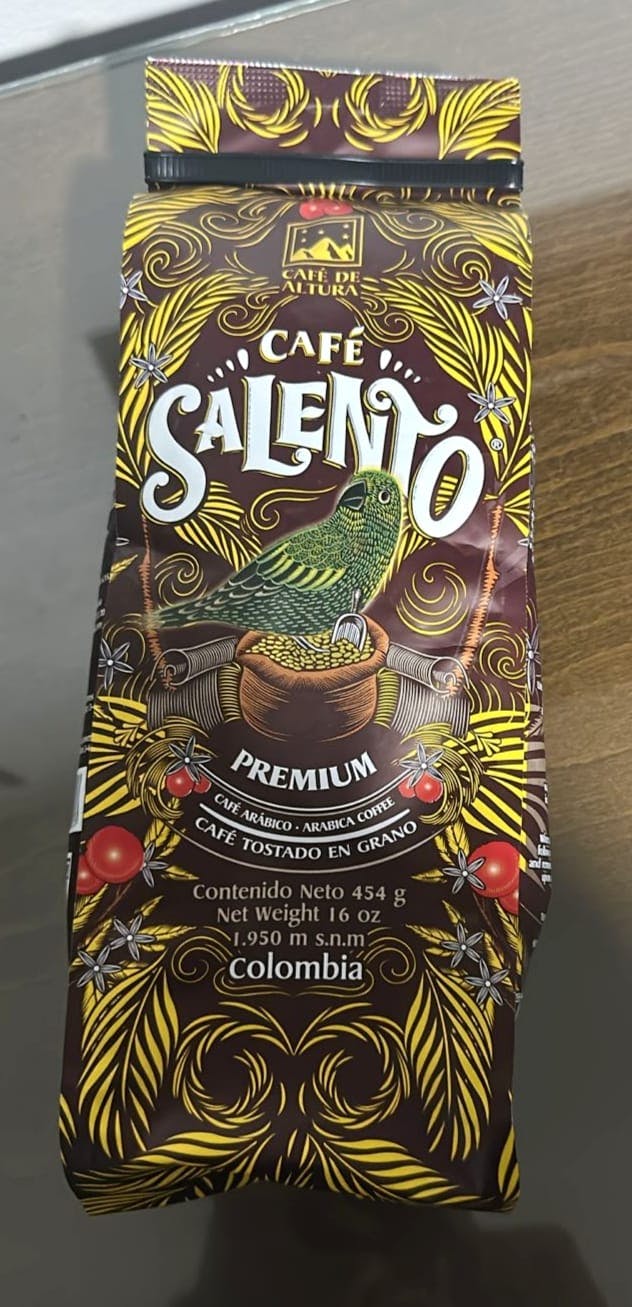 CAFÉ DE
ALTURA
CAFÉ
SALENTO®
PREMIUM
CAFÉ ARÁBICO • ARABICA COFFEE
CAFÉ TOSTADO EN GRANO
Contenido Neto 454 g
Net Weight 16 oz
1.950 m s.n.m
Colombia